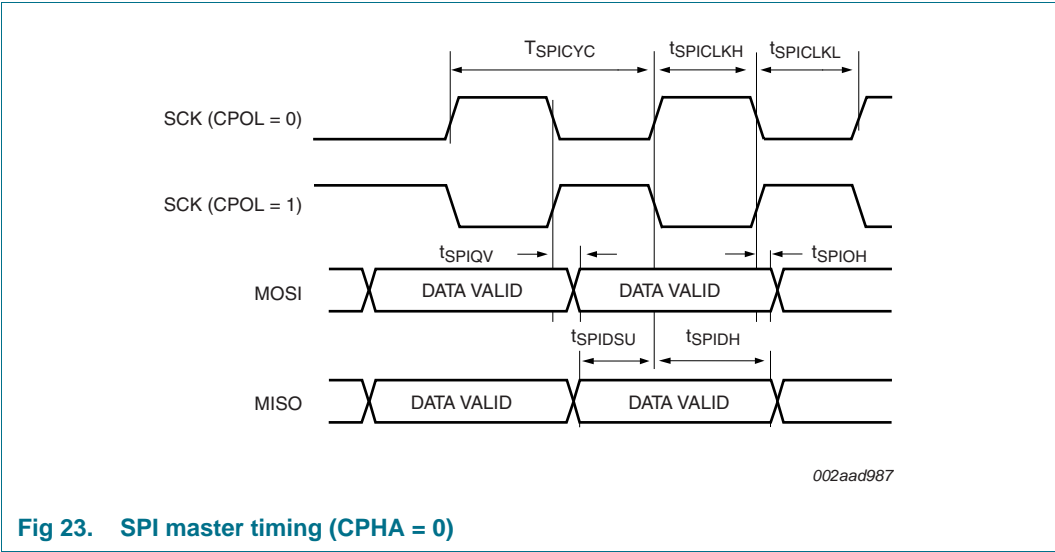 TSPICYC tSPICLKH tSPICLKL
SCK (CPOL = 0)
SCK (CPOL = 1)
tSPIQV tSPIOH
MOSI DATA VALID DATA VALID
tSPIDSU tSPIDH
MISO DATA VALID DATA VALID
002aad987
Fig 23. SPI master timing (CPHA = 0)